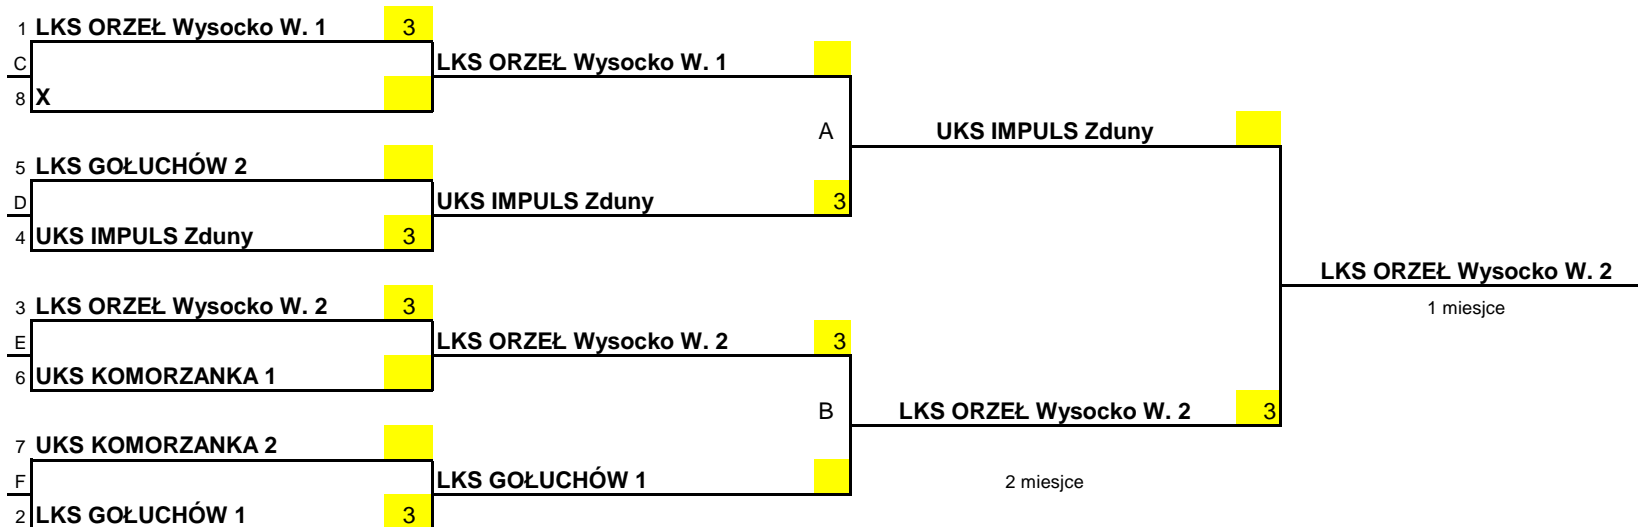 1 LKS ORZEŁ Wysocko W. 1 3
C LKS ORZEŁ Wysocko W. 1
8 X
A UKS IMPULS Zduny
5 LKS GOŁUCHÓW 2
D UKS IMPULS Zduny 3
4 UKS IMPULS Zduny 3
LKS ORZEŁ Wysocko W. 2
3 LKS ORZEŁ Wysocko W. 2 3
1 miesjce
E LKS ORZEŁ Wysocko W. 2 3
6 UKS KOMORZANKA 1
B LKS ORZEŁ Wysocko W. 2 3
7 UKS KOMORZANKA 2
F LKS GOŁUCHÓW 1
2 miesjce
2 LKS GOŁUCHÓW 1 3